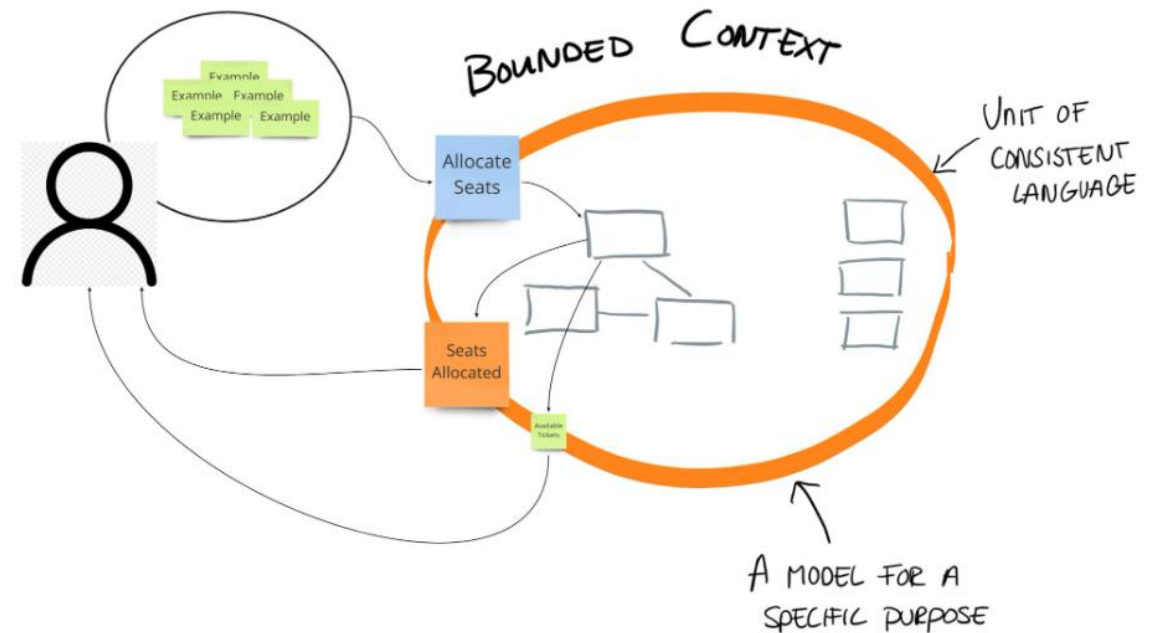 BOUNDED CONTEXT
Example
Example Example
Example Example
Allocate
Seats
UNIT OF
CONSISTENT
LANGUAGE
Seats
Allocated
Available
Tickets
A MODEL FOR A
SPECIFIC PURPOSE